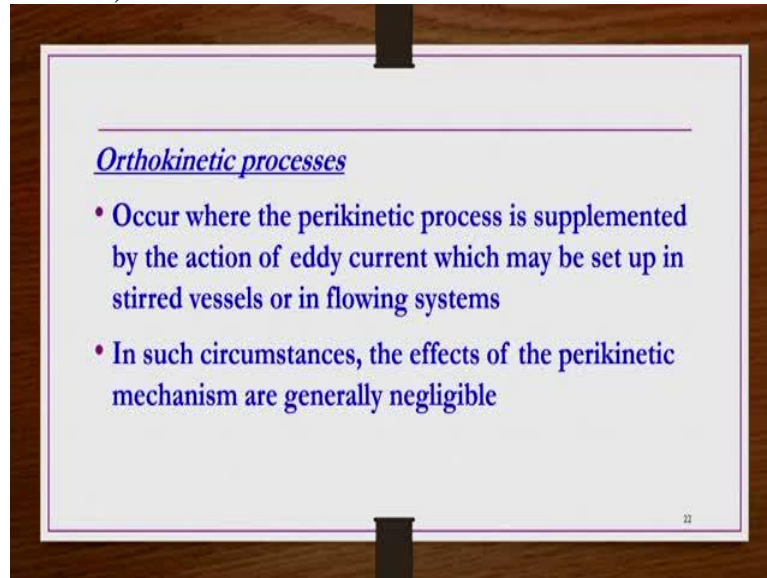 Orthokinetic processes
• Occur where the perikinetic process is supplemented
by the action of eddy current which may be set up in
stirred vessels or in flowing systems
• In such circumstances, the effects of the perikinetic
mechanism are generally negligible
22